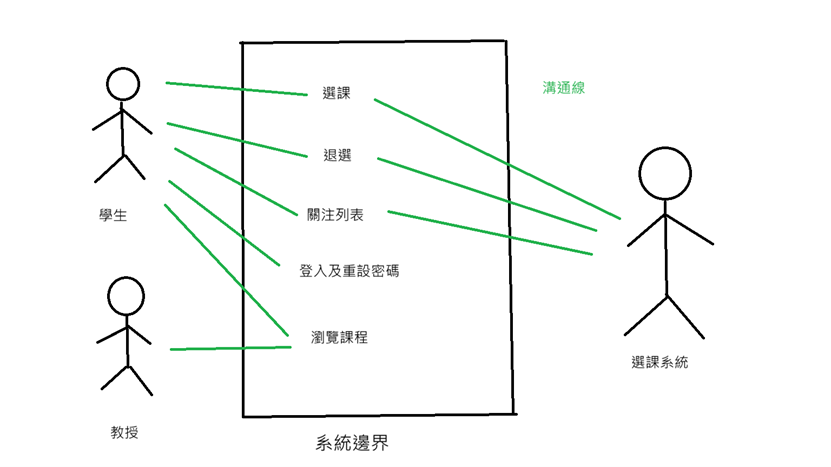 溝通線
選課
退選
學生
關注列表
登入及重設密碼
瀏覽課程
選課系統
教授
系統邊界